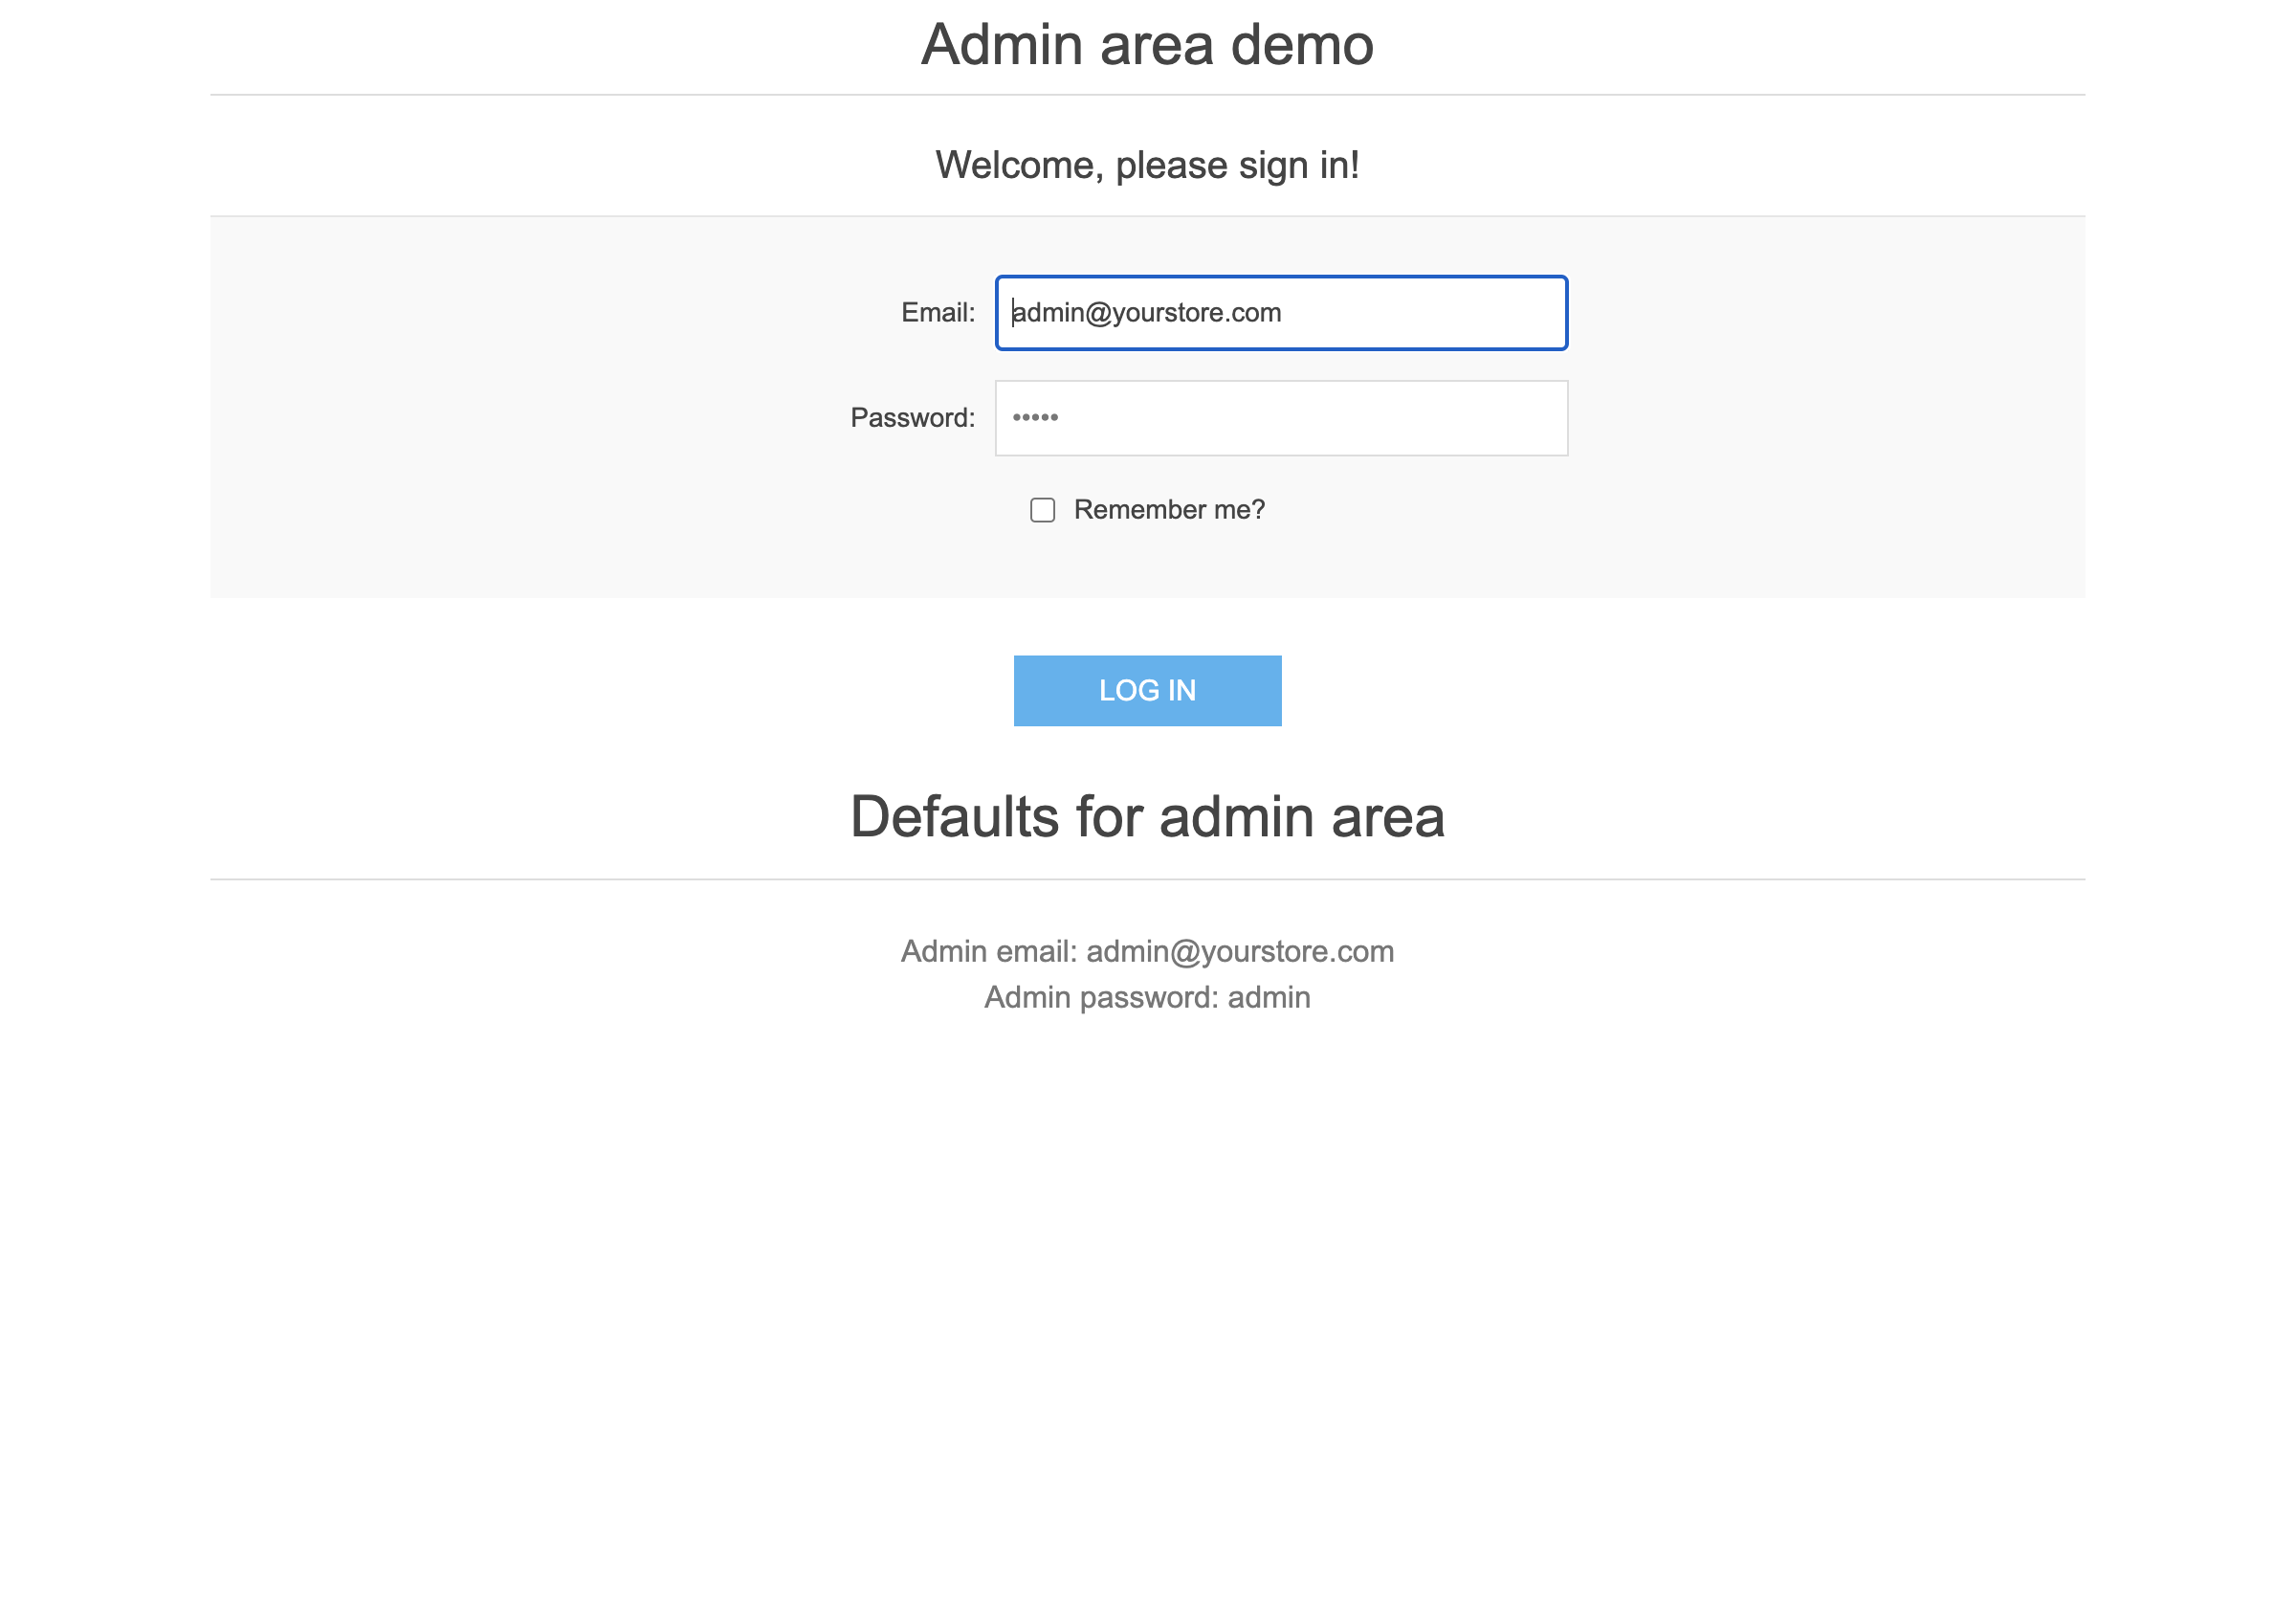 Admin area demo
Welcome, please sign in!
Email: admin@yourstore.com
Password: •••••
Remember me?
LOG IN
Defaults for admin area
Admin email: admin@yourstore.com
Admin password: admin